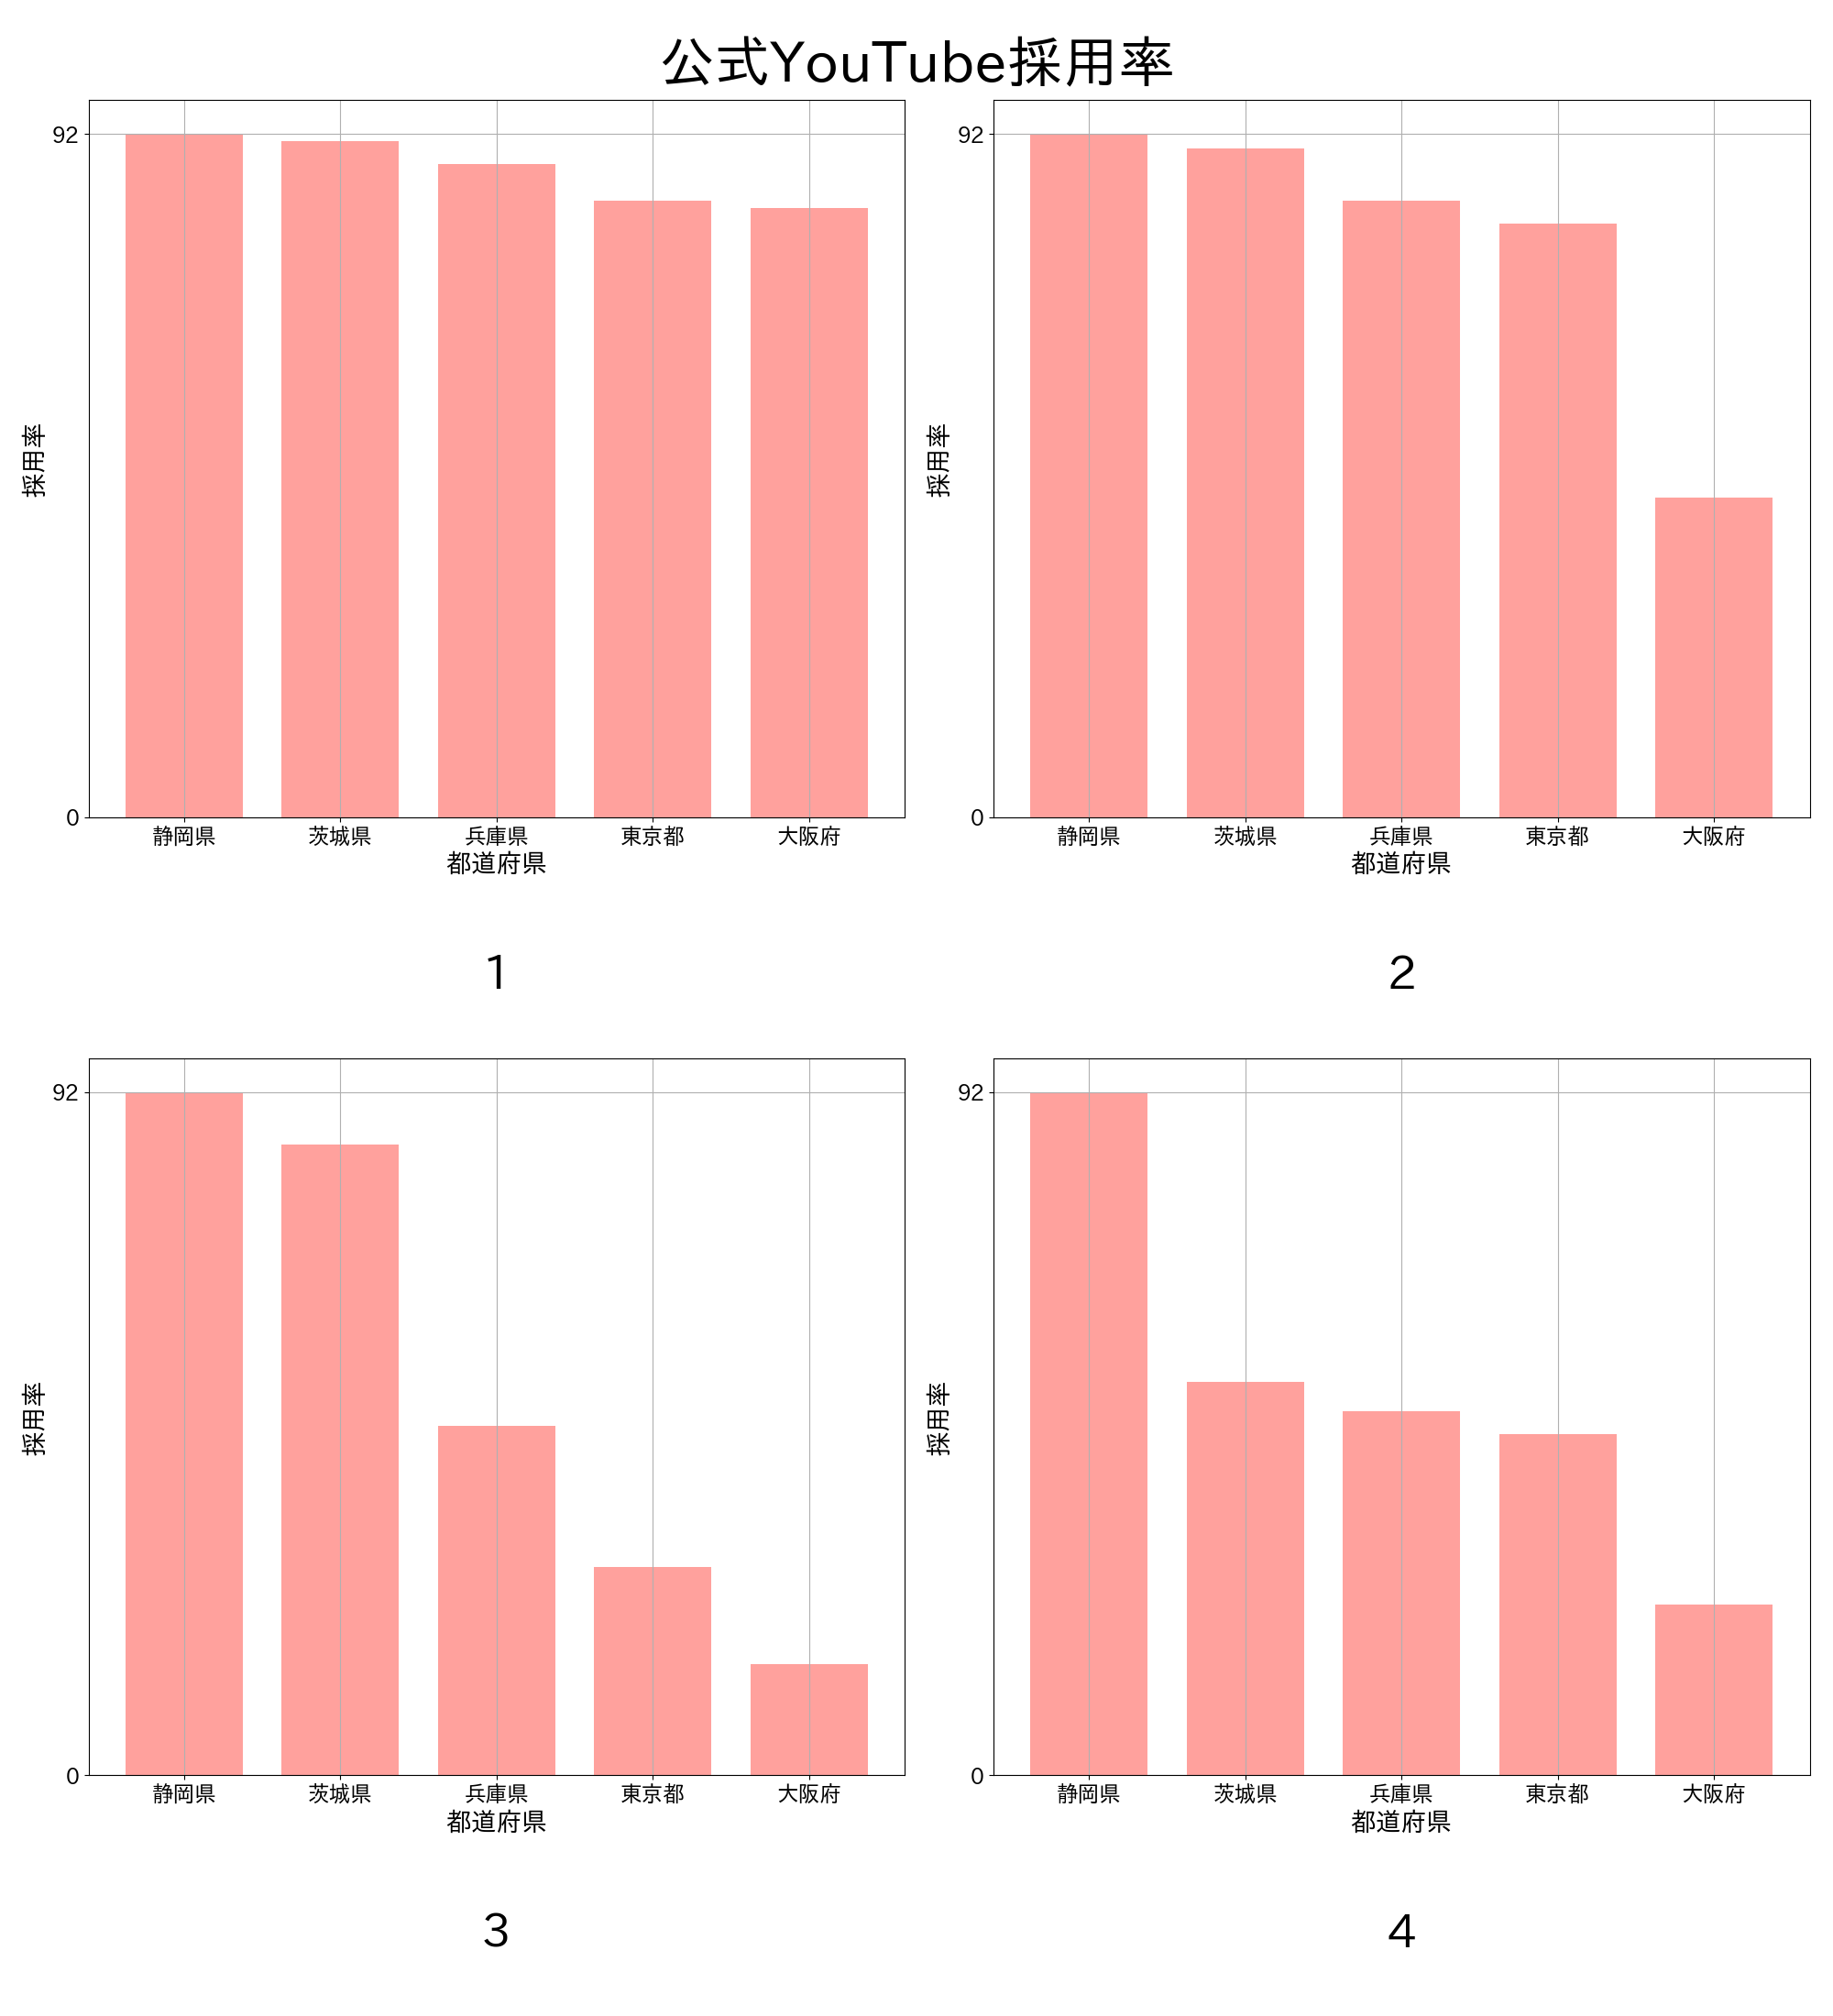 公式YouTube採用率
92
採用率
0
静岡県 茨城県 兵庫県 東京都 大阪府
都道府県
1
92
採用率
0
静岡県 茨城県 兵庫県 東京都 大阪府
都道府県
2
92
採用率
0
静岡県 茨城県 兵庫県 東京都 大阪府
都道府県
3
92
採用率
0
静岡県 茨城県 兵庫県 東京都 大阪府
都道府県
4